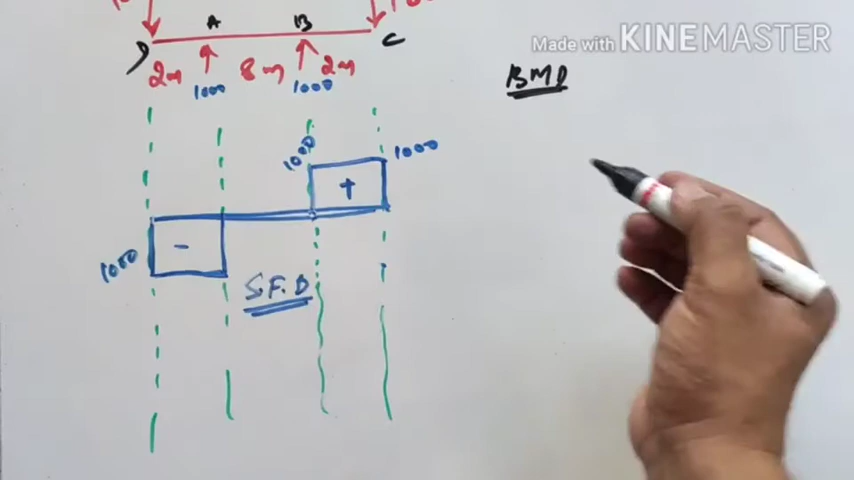 A B
D C
2m 8m 2m
1000 1000
Made with KINEMASTER
BMD
1000 1000
+
-
1000
S.F.D